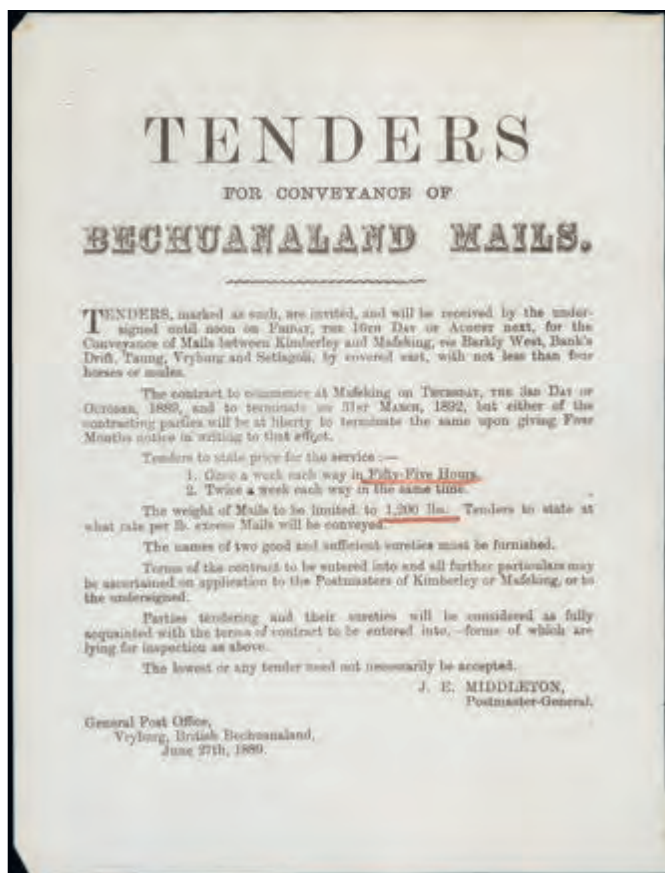 TENDERS
FOR CONVEYANCE OF
BECHUANALAND MAILS.
TENDERS, marked as such, are invited, and will be received by the under-
signed until noon on FRIDAY, THE 16TH DAY OF AUGUST next, for the
Conveyance of Mails between Kimberley and Mafeking, via Barkly West, Bank's
Drift, Taung, Vryburg and Setlagoli, by covered cart, with not less than four
horses or mules.
The contract to commence at Mafeking on THURSDAY, THE 3RD DAY OF
OCTOBER, 1889, and to terminate on 31ST MARCH, 1892, but either of the
contracting parties will be at liberty to terminate the same upon giving Four
Months notice in writing to that effect.
Tenders to state price for the service :—
1. Once a week each way in Fifty-Five Hours.
2. Twice a week each way in the same time.
The weight of Mails to be limited to 1,200 lbs. Tenders to state at
what rate per lb. excess Mails will be conveyed.
The names of two good and sufficient sureties must be furnished.
Terms of the contract to be entered into and all further particulars may
be ascertained on application to the Postmasters of Kimberley or Mafeking, or to
the undersigned.
Parties tendering and their sureties will be considered as fully
acquainted with the terms of contract to be entered into,—forms of which are
lying for inspection as above.
The lowest or any tender need not necessarily be accepted.
J. E. MIDDLETON,
Postmaster-General.
General Post Office,
Vryburg, British Bechuanaland,
June 27th, 1889.